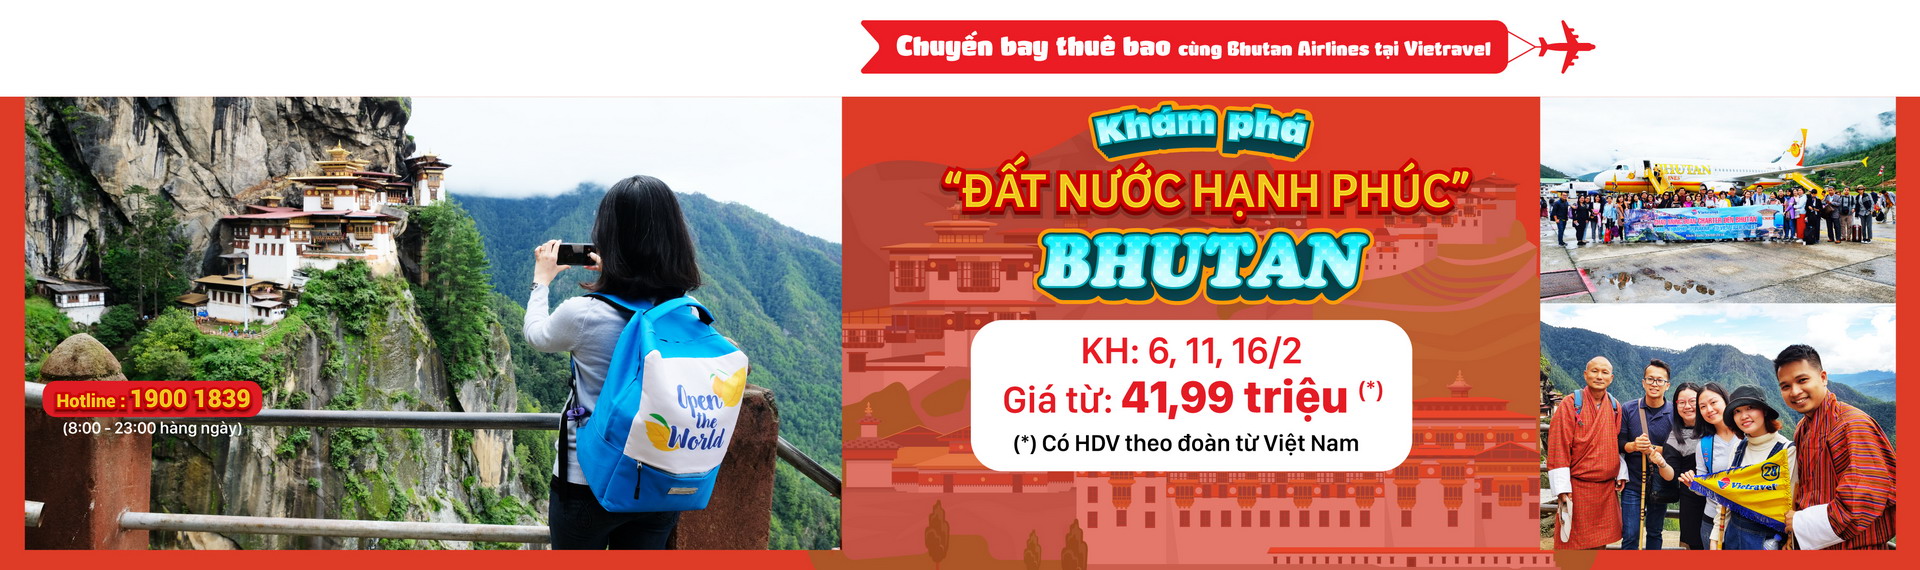 Chuyến bay thuê bao cùng Bhutan Airlines tại Vietravel
Khám phá
“ĐẤT NƯỚC HẠNH PHÚC”
BHUTAN
KH: 6, 11, 16/2
Giá từ: 41,99 triệu (*)
(*) Có HDV theo đoàn từ Việt Nam
Hotline : 1900 1839
(8:00 - 23:00 hàng ngày)
Open
the
World
BHUTAN
28
Vietravel